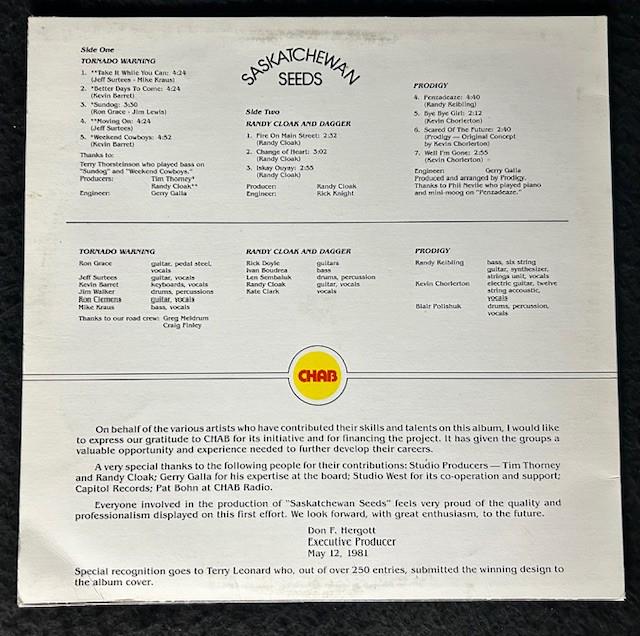 Side One
TORNADO WARNING
1. **Take It While You Can: 4:24
(Jeff Surtees - Mike Kraus)
2. *Better Days To Come: 4:24
(Kevin Barret)
3. *Sundog: 3:30
(Ron Grace - Jim Lewis)
4. **Moving On: 4:24
(Jeff Surtees)
5. *Weekend Cowboys: 4:52
(Kevin Barret)
Thanks to:
Terry Thorsteinson who played bass on
"Sundog" and "Weekend Cowboys."
Producers: Tim Thorney*
Randy Cloak**
Engineer: Gerry Galla
SASKATCHEWAN
SEEDS
Side Two
RANDY CLOAK AND DAGGER
1. Fire On Main Street: 2:32
(Randy Cloak)
2. Change of Heart: 3:02
(Randy Cloak)
3. Iskay Ouyay: 2:55
(Randy Cloak)
Producer: Randy Cloak
Engineer: Rick Knight
PRODIGY
4. Penzadeaze: 4:40
(Randy Keibling)
5. Bye Bye Girl: 2:12
(Kevin Chorlerton)
6. Scared Of The Future: 2:40
(Prodigy — Original Concept
by Kevin Chorlerton)
7. Well I'm Gone: 2:55
(Kevin Chorlerton)
Engineer: Gerry Galla
Produced and arranged by Prodigy.
Thanks to Phil Nevile who played piano
and mini-moog on "Penzadeaze."
TORNADO WARNING
Ron Grace guitar, pedal steel,
vocals
Jeff Surtees guitar, vocals
Kevin Barret keyboards, vocals
Jim Walker drums, percussions
Ron Clemens guitar, vocals
Mike Kraus bass, vocals
Thanks to our road crew: Greg Meldrum
Craig Finley
RANDY CLOAK AND DAGGER
Rick Doyle guitars
Ivan Boudrea bass
Len Sembaluk drums, percussion
Randy Cloak guitar, vocals
Kate Clark vocals
PRODIGY
Randy Keibling bass, six string
guitar, synthesizer,
strings unit, vocals
Kevin Chorlerton electric guitar, twelve
string accoustic,
vocals
Blair Polishuk drums, percussion,
vocals
CHAB
On behalf of the various artists who have contributed their skills and talents on this album, I would like
to express our gratitude to CHAB for its initiative and for financing the project. It has given the groups a
valuable opportunity and experience needed to further develop their careers.
A very special thanks to the following people for their contributions: Studio Producers — Tim Thorney
and Randy Cloak; Gerry Galla for his expertise at the board; Studio West for its co-operation and support;
Capitol Records; Pat Bohn at CHAB Radio.
Everyone involved in the production of "Saskatchewan Seeds" feels very proud of the quality and
professionalism displayed on this first effort. We look forward, with great enthusiasm, to the future.
Don F. Hergott
Executive Producer
May 12, 1981
Special recognition goes to Terry Leonard who, out of over 250 entries, submitted the winning design to
the album cover.